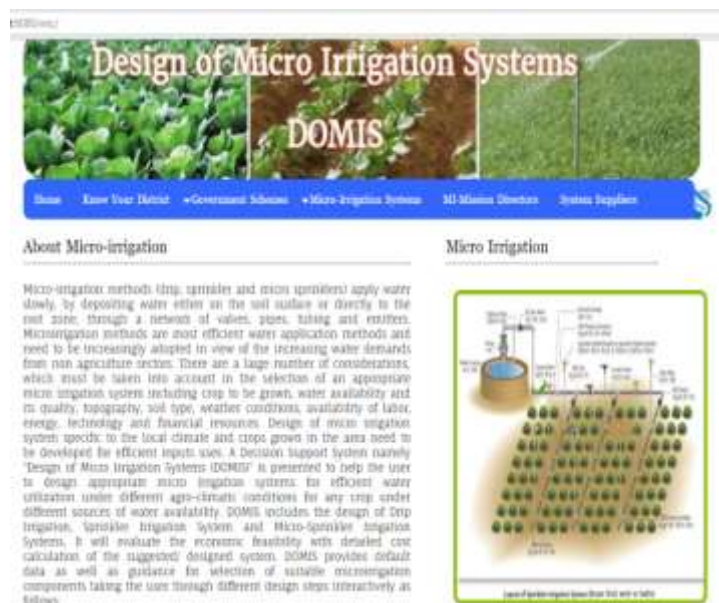 Design of Micro Irrigation Systems
DOMIS
Home Know Your District Government Schemes Micro-Irrigation Systems MI-Mission Directors System Suppliers
About Micro-irrigation
Micro-irrigation methods (drip, sprinkler and micro sprinklers) apply water
slowly, by depositing water either on the soil surface or directly to the
root zone, through a network of valves, pipes, tubing and emitters.
Microirrigation methods are most efficient water application methods and
need to be increasingly adopted in view of the increasing water demands
from non agriculture sectors. There are a large number of considerations,
which must be taken into account in the selection of an appropriate
micro irrigation system including crop to be grown, water availability and
its quality, topography, soil type, weather conditions, availability of labor,
energy, technology and financial resources. Design of micro irrigation
system specific to the local climate and crops grown in the area need to
be developed for efficient inputs uses. A Decision Support System namely
"Design of Micro Irrigation Systems (DOMIS)" is presented to help the user
to design appropriate micro irrigation systems for efficient water
utilization under different agro-climatic conditions for any crop under
different sources of water availability. DOMIS includes the design of Drip
Irrigation, Sprinkler Irrigation System and Micro-Sprinkler Irrigation
Systems. It will evaluate the economic feasibility with detailed cost
calculation of the suggested/ designed system. DOMIS provides default
data as well as guidance for selection of suitable microirrigation
components taking the user through different design steps interactively as
follows
Micro Irrigation